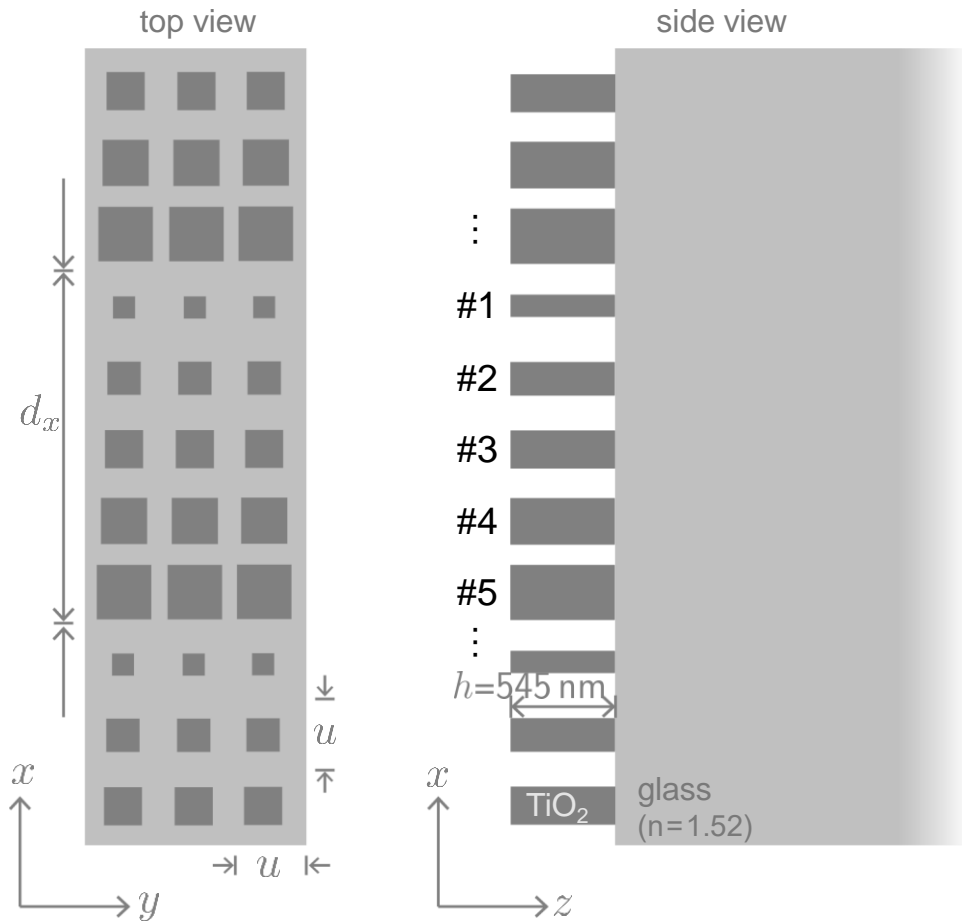 top view
side view
⋮
#1
#2
d_x
#3
#4
#5
⋮
h=545 nm
u
x
x
TiO₂
glass
(n=1.52)
u
y
z